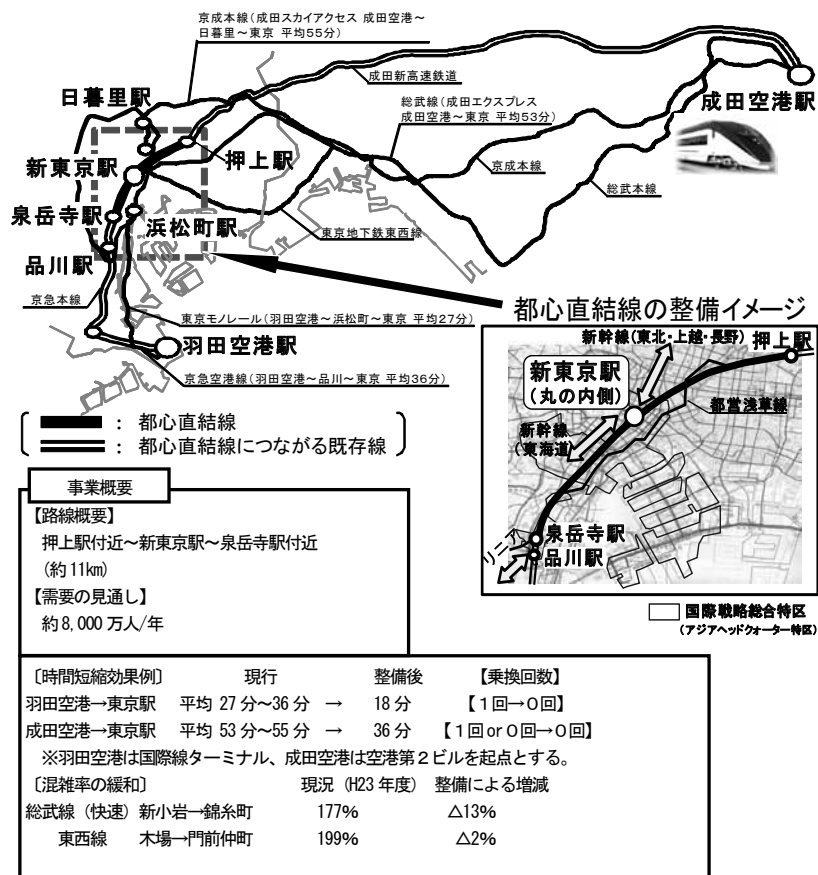 京成本線(成田スカイアクセス 成田空港～
日暮里～東京 平均55分)
成田新高速鉄道
日暮里駅
総武線(成田エクスプレス
成田空港～東京 平均53分)
成田空港駅
押上駅
新東京駅
京成本線
総武本線
泉岳寺駅
浜松町駅
東京地下鉄東西線
品川駅
京急本線
東京モノレール(羽田空港～浜松町～東京 平均27分)
羽田空港駅
京急空港線(羽田空港～品川～東京 平均36分)
： 都心直結線
： 都心直結線につながる既存線
都心直結線の整備イメージ
新幹線(東北・上越・長野)
押上駅
新東京駅
(丸の内側)
都営浅草線
新幹線
(東海道)
リニア
泉岳寺駅
品川駅
国際戦略総合特区
(アジアヘッドクォーター特区)
事業概要
【路線概要】
押上駅付近～新東京駅～泉岳寺駅付近
(約11km)
【需要の見通し】
約8,000万人/年
〔時間短縮効果例〕 現行 整備後 【乗換回数】
羽田空港→東京駅 平均 27分～36分 → 18分 【１回→０回】
成田空港→東京駅 平均 53分～55分 → 36分 【１回or０回→０回】
※羽田空港は国際線ターミナル、成田空港は空港第２ビルを起点とする。
〔混雑率の緩和〕 現況（H23年度） 整備による増減
総武線（快速）新小岩→錦糸町 177% △13%
東西線 木場→門前仲町 199% △2%